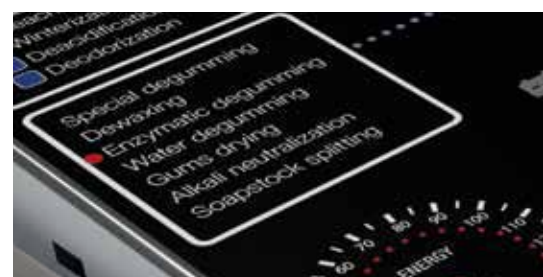 Winterization
Deacidification
Deodorization
Special degumming
Dewaxing
Enzymatic degumming
Water degumming
Gums drying
Alkali neutralization
Soapstock splitting
60 70 80 90 100 110
ENERGY